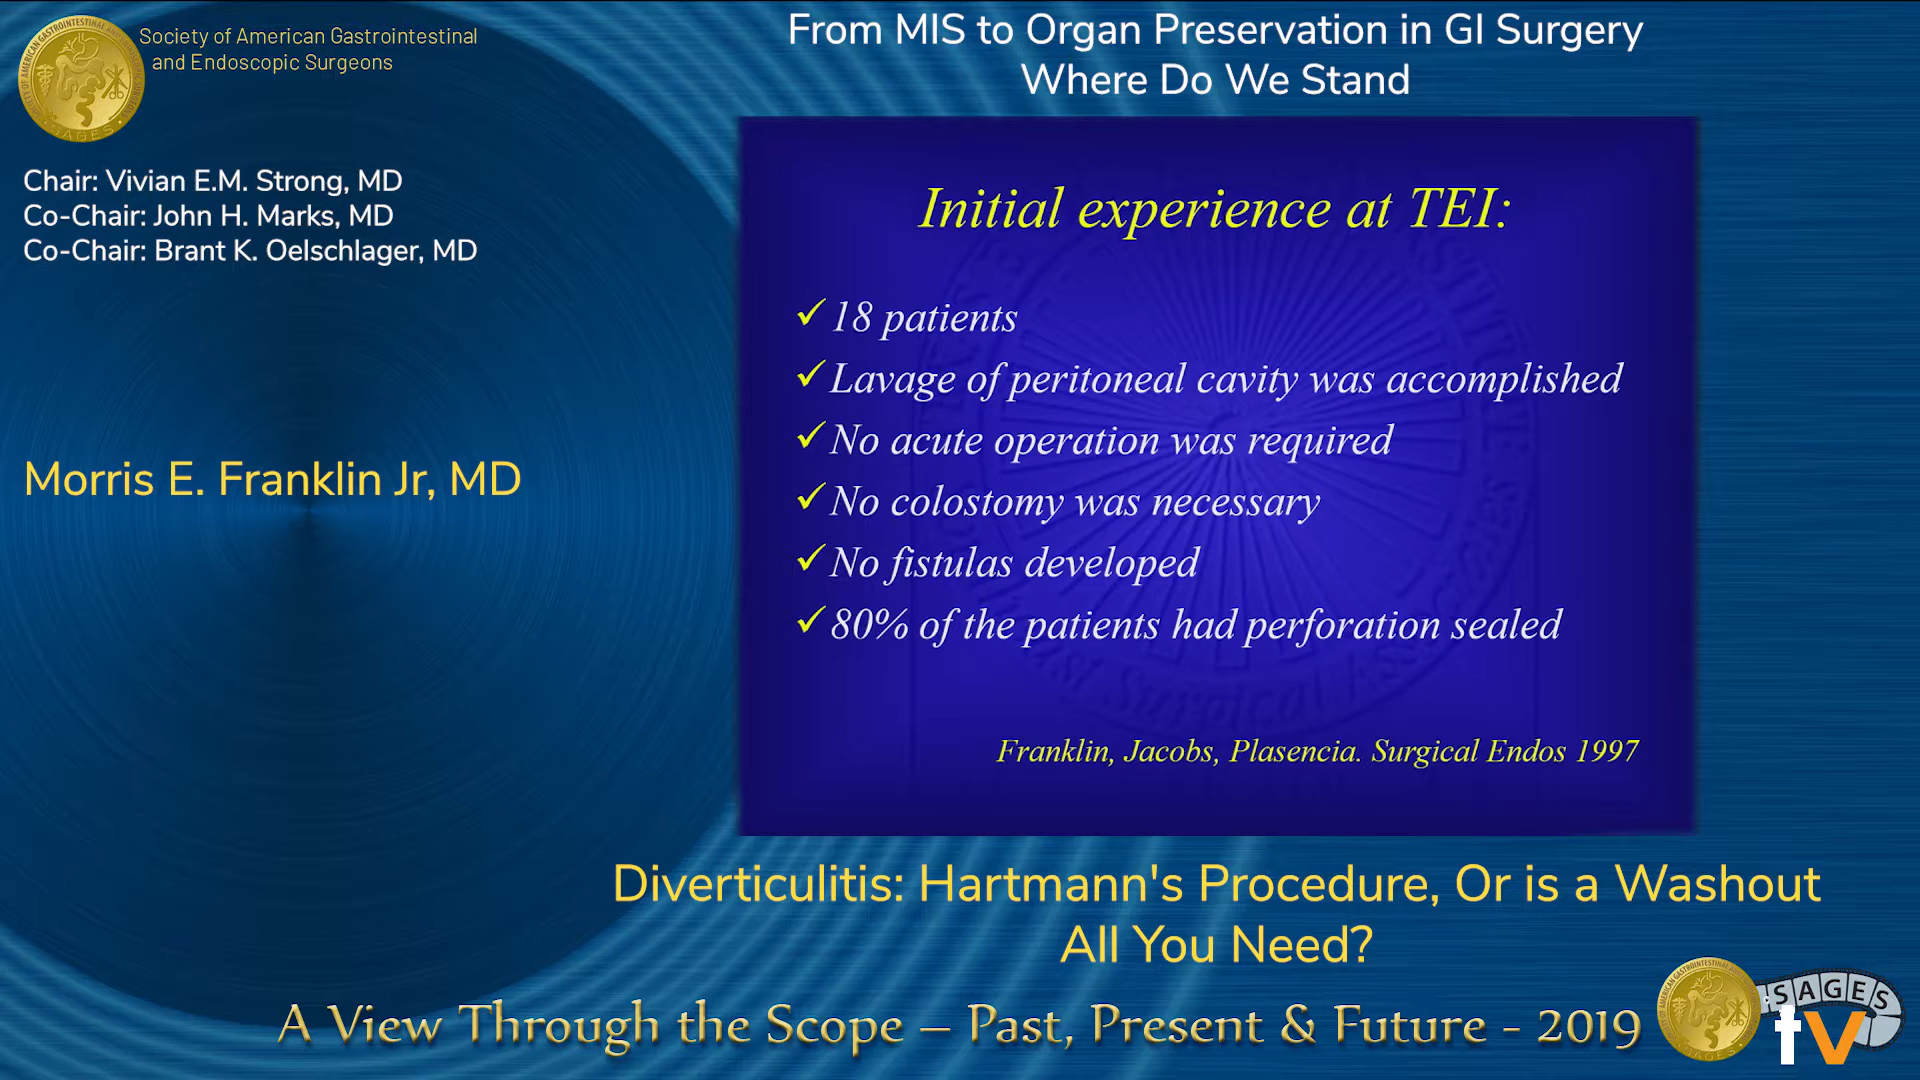 Society of American Gastrointestinal
and Endoscopic Surgeons
SAGES
From MIS to Organ Preservation in GI Surgery
Where Do We Stand
Chair: Vivian E.M. Strong, MD
Co-Chair: John H. Marks, MD
Co-Chair: Brant K. Oelschlager, MD
Morris E. Franklin Jr, MD
Initial experience at TEI:
18 patients
Lavage of peritoneal cavity was accomplished
No acute operation was required
No colostomy was necessary
No fistulas developed
80% of the patients had perforation sealed
Franklin, Jacobs, Plasencia. Surgical Endos 1997
Diverticulitis: Hartmann's Procedure, Or is a Washout
All You Need?
A View Through the Scope – Past, Present & Future - 2019
SAGES
tv